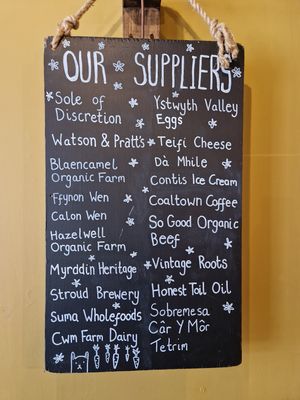 OUR SUPPLIERS
Sole of
Discretion
Watson & Pratt's
Blaencamel
Organic Farm
Ffynon Wen
Calon Wen
Hazelwell
Organic Farm
Myrddin Heritage
Stroud Brewery
Suma Wholefoods
Cwm Farm Dairy
Ystwyth Valley
Eggs
Teifi Cheese
Dà Mhile
Contis Ice Cream
Coaltown Coffee
So Good Organic
Beef
Vintage Roots
Honest Toil Oil
Sobremesa
Câr Y Môr
Tetrim